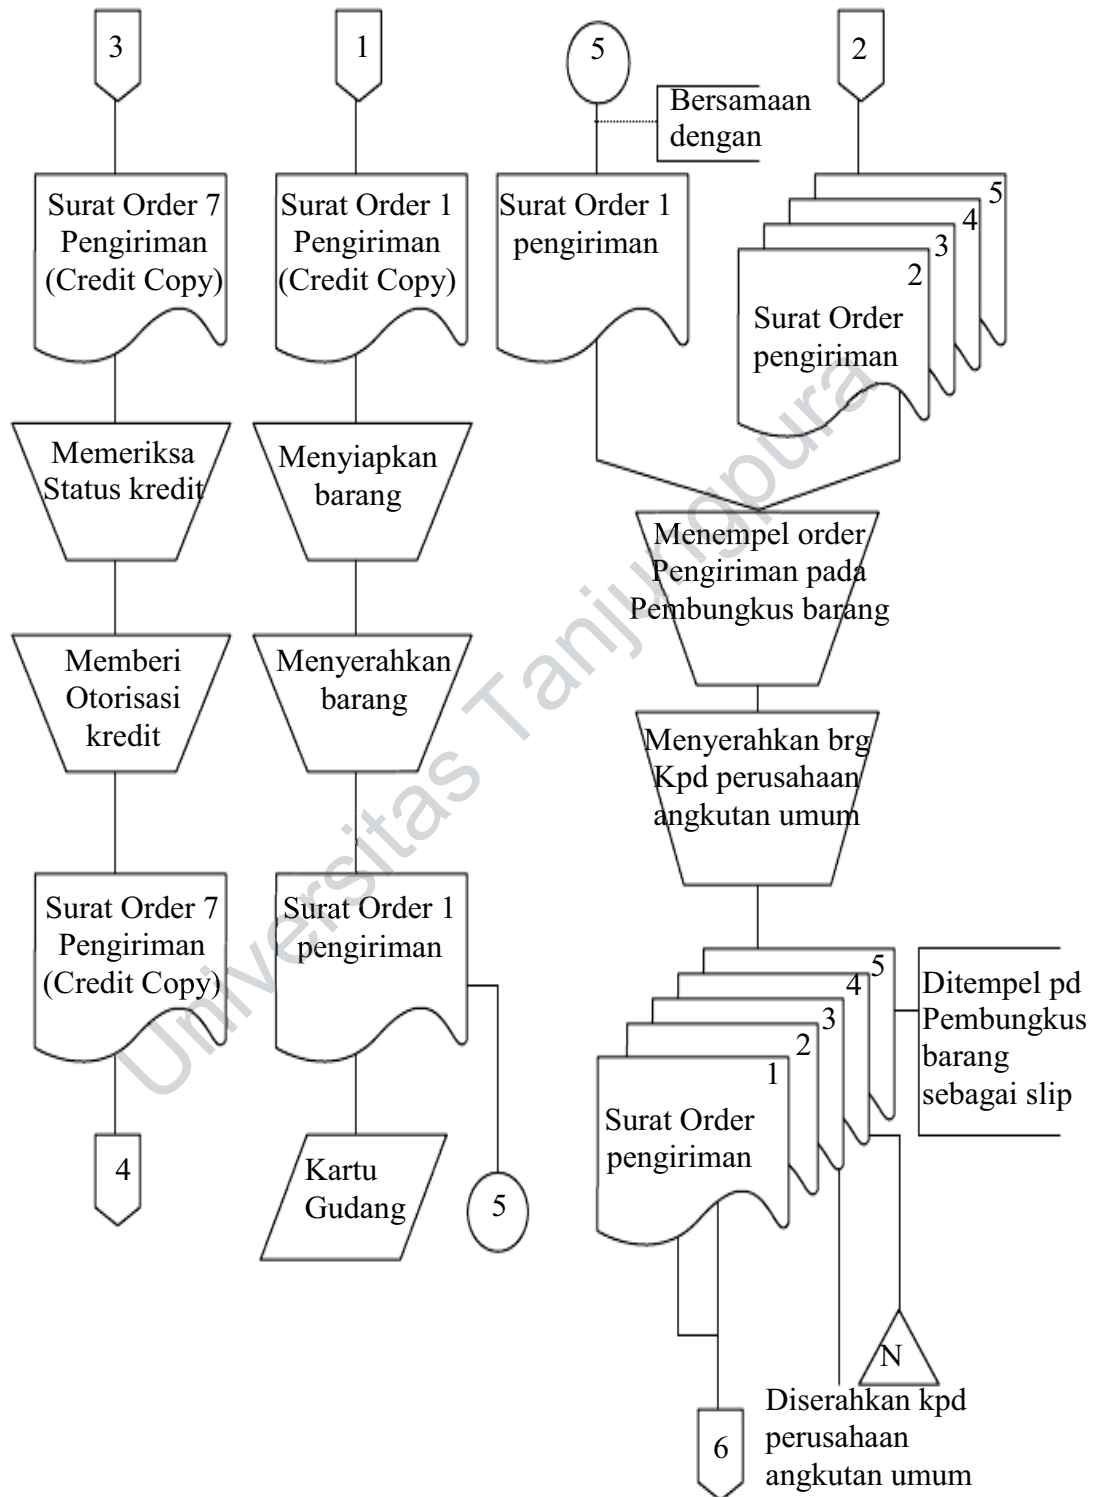 3
Surat Order 7
Pengiriman
(Credit Copy)
Memeriksa
Status kredit
Memberi
Otorisasi
kredit
Surat Order 7
Pengiriman
(Credit Copy)
4
1
Surat Order 1
Pengiriman
(Credit Copy)
Menyiapkan
barang
Menyerahkan
barang
Surat Order 1
pengiriman
Kartu
Gudang
5
5
Bersamaan
dengan
Surat Order 1
pengiriman
2
5
4
3
2
Surat Order
pengiriman
Menempel order
Pengiriman pada
Pembungkus barang
Menyerahkan brg
Kpd perusahaan
angkutan umum
5
4
3
2
1
Surat Order
pengiriman
Ditempel pd
Pembungkus
barang
sebagai slip
N
Diserahkan kpd
perusahaan
angkutan umum
6
Universitas Tanjungpura